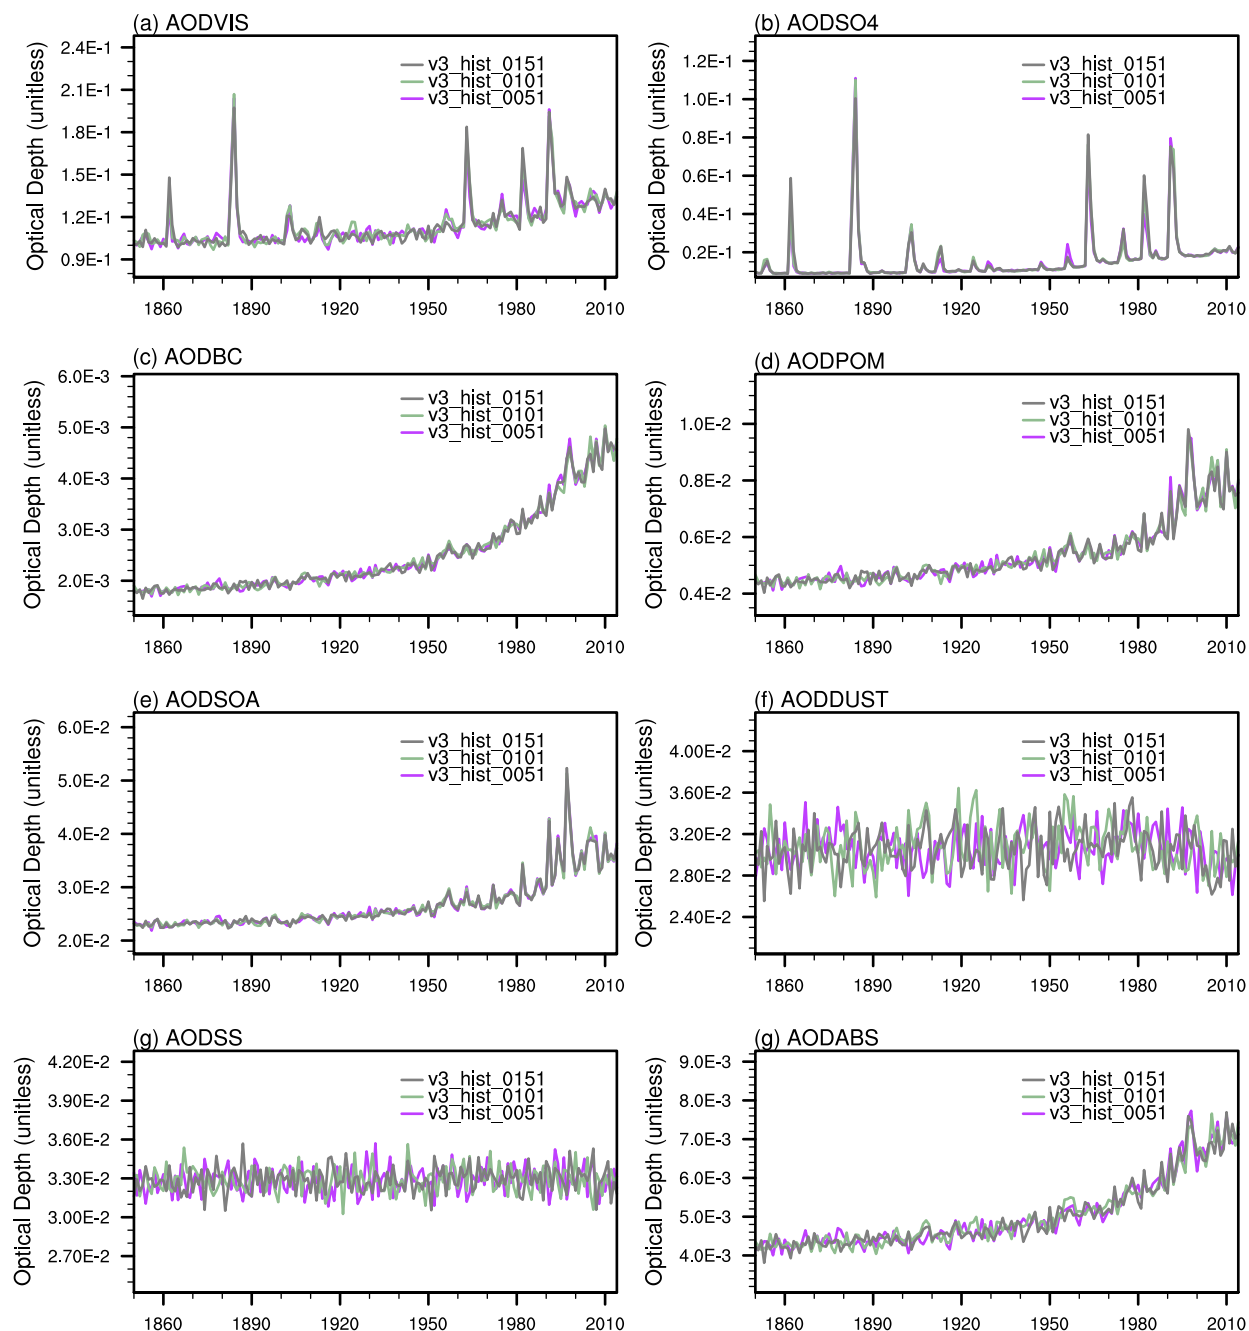 (a) AODVIS
Optical Depth (unitless)
2.4E-1
2.1E-1
1.8E-1
1.5E-1
1.2E-1
0.9E-1
v3_hist_0151
v3_hist_0101
v3_hist_0051
1860 1890 1920 1950 1980 2010
(b) AODSO4
Optical Depth (unitless)
1.2E-1
1.0E-1
0.8E-1
0.6E-1
0.4E-1
0.2E-1
v3_hist_0151
v3_hist_0101
v3_hist_0051
1860 1890 1920 1950 1980 2010
(c) AODBC
Optical Depth (unitless)
6.0E-3
5.0E-3
4.0E-3
3.0E-3
2.0E-3
v3_hist_0151
v3_hist_0101
v3_hist_0051
1860 1890 1920 1950 1980 2010
(d) AODPOM
Optical Depth (unitless)
1.0E-2
0.8E-2
0.6E-2
0.4E-2
v3_hist_0151
v3_hist_0101
v3_hist_0051
1860 1890 1920 1950 1980 2010
(e) AODSOA
Optical Depth (unitless)
6.0E-2
5.0E-2
4.0E-2
3.0E-2
2.0E-2
v3_hist_0151
v3_hist_0101
v3_hist_0051
1860 1890 1920 1950 1980 2010
(f) AODDUST
Optical Depth (unitless)
4.00E-2
3.60E-2
3.20E-2
2.80E-2
2.40E-2
v3_hist_0151
v3_hist_0101
v3_hist_0051
1860 1890 1920 1950 1980 2010
(g) AODSS
Optical Depth (unitless)
4.20E-2
3.90E-2
3.60E-2
3.30E-2
3.00E-2
2.70E-2
v3_hist_0151
v3_hist_0101
v3_hist_0051
1860 1890 1920 1950 1980 2010
(g) AODABS
Optical Depth (unitless)
9.0E-3
8.0E-3
7.0E-3
6.0E-3
5.0E-3
4.0E-3
v3_hist_0151
v3_hist_0101
v3_hist_0051
1860 1890 1920 1950 1980 2010